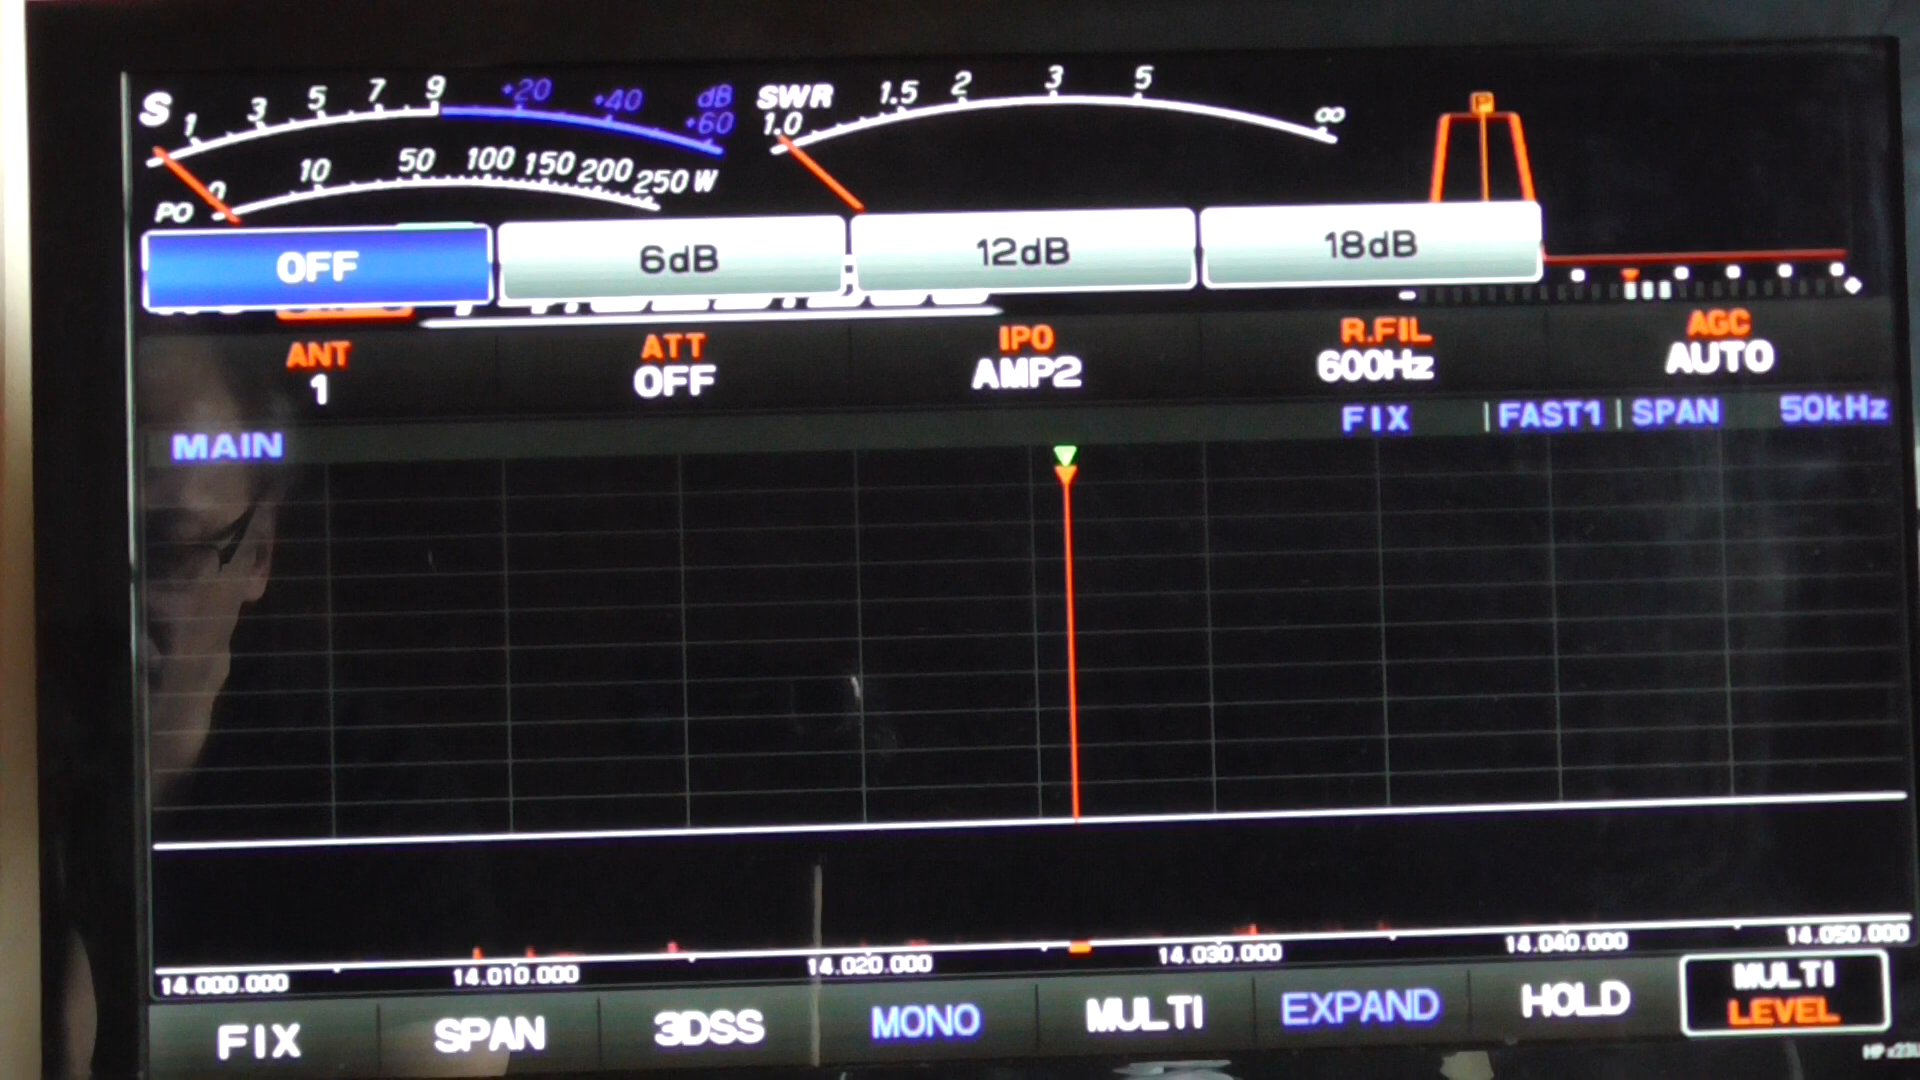 S 1 3 5 7 9 +20 +40 dB +60
PO 0 10 50 100 150 200 250 W
SWR 1.0 1.5 2 3 5 ∞
P
OFF 6dB 12dB 18dB
ANT ATT IPO R.FIL AGC
1 OFF AMP2 600Hz AUTO
MAIN FIX | FAST1 | SPAN 50kHz
14.000.000 14.010.000 14.020.000 14.030.000 14.040.000 14.050.000
FIX SPAN 3DSS MONO MULTI EXPAND HOLD MULTI
LEVEL